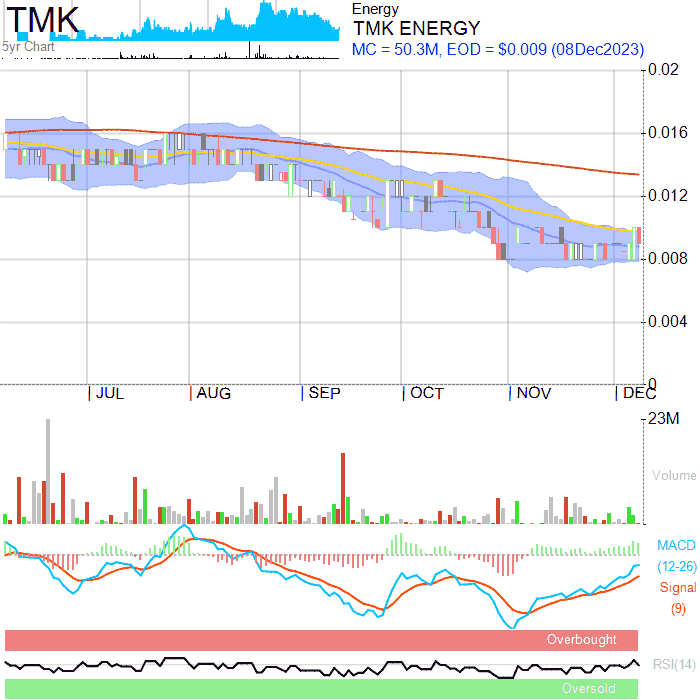 TMK
5yr Chart
Energy
TMK ENERGY
MC = 50.3M, EOD = $0.009 (08Dec2023)
0.02
0.016
0.012
0.008
0.004
0
JUL AUG SEP OCT NOV DEC
23M
Volume
MACD
(12-26)
Signal
(9)
Overbought
RSI(14)
Oversold